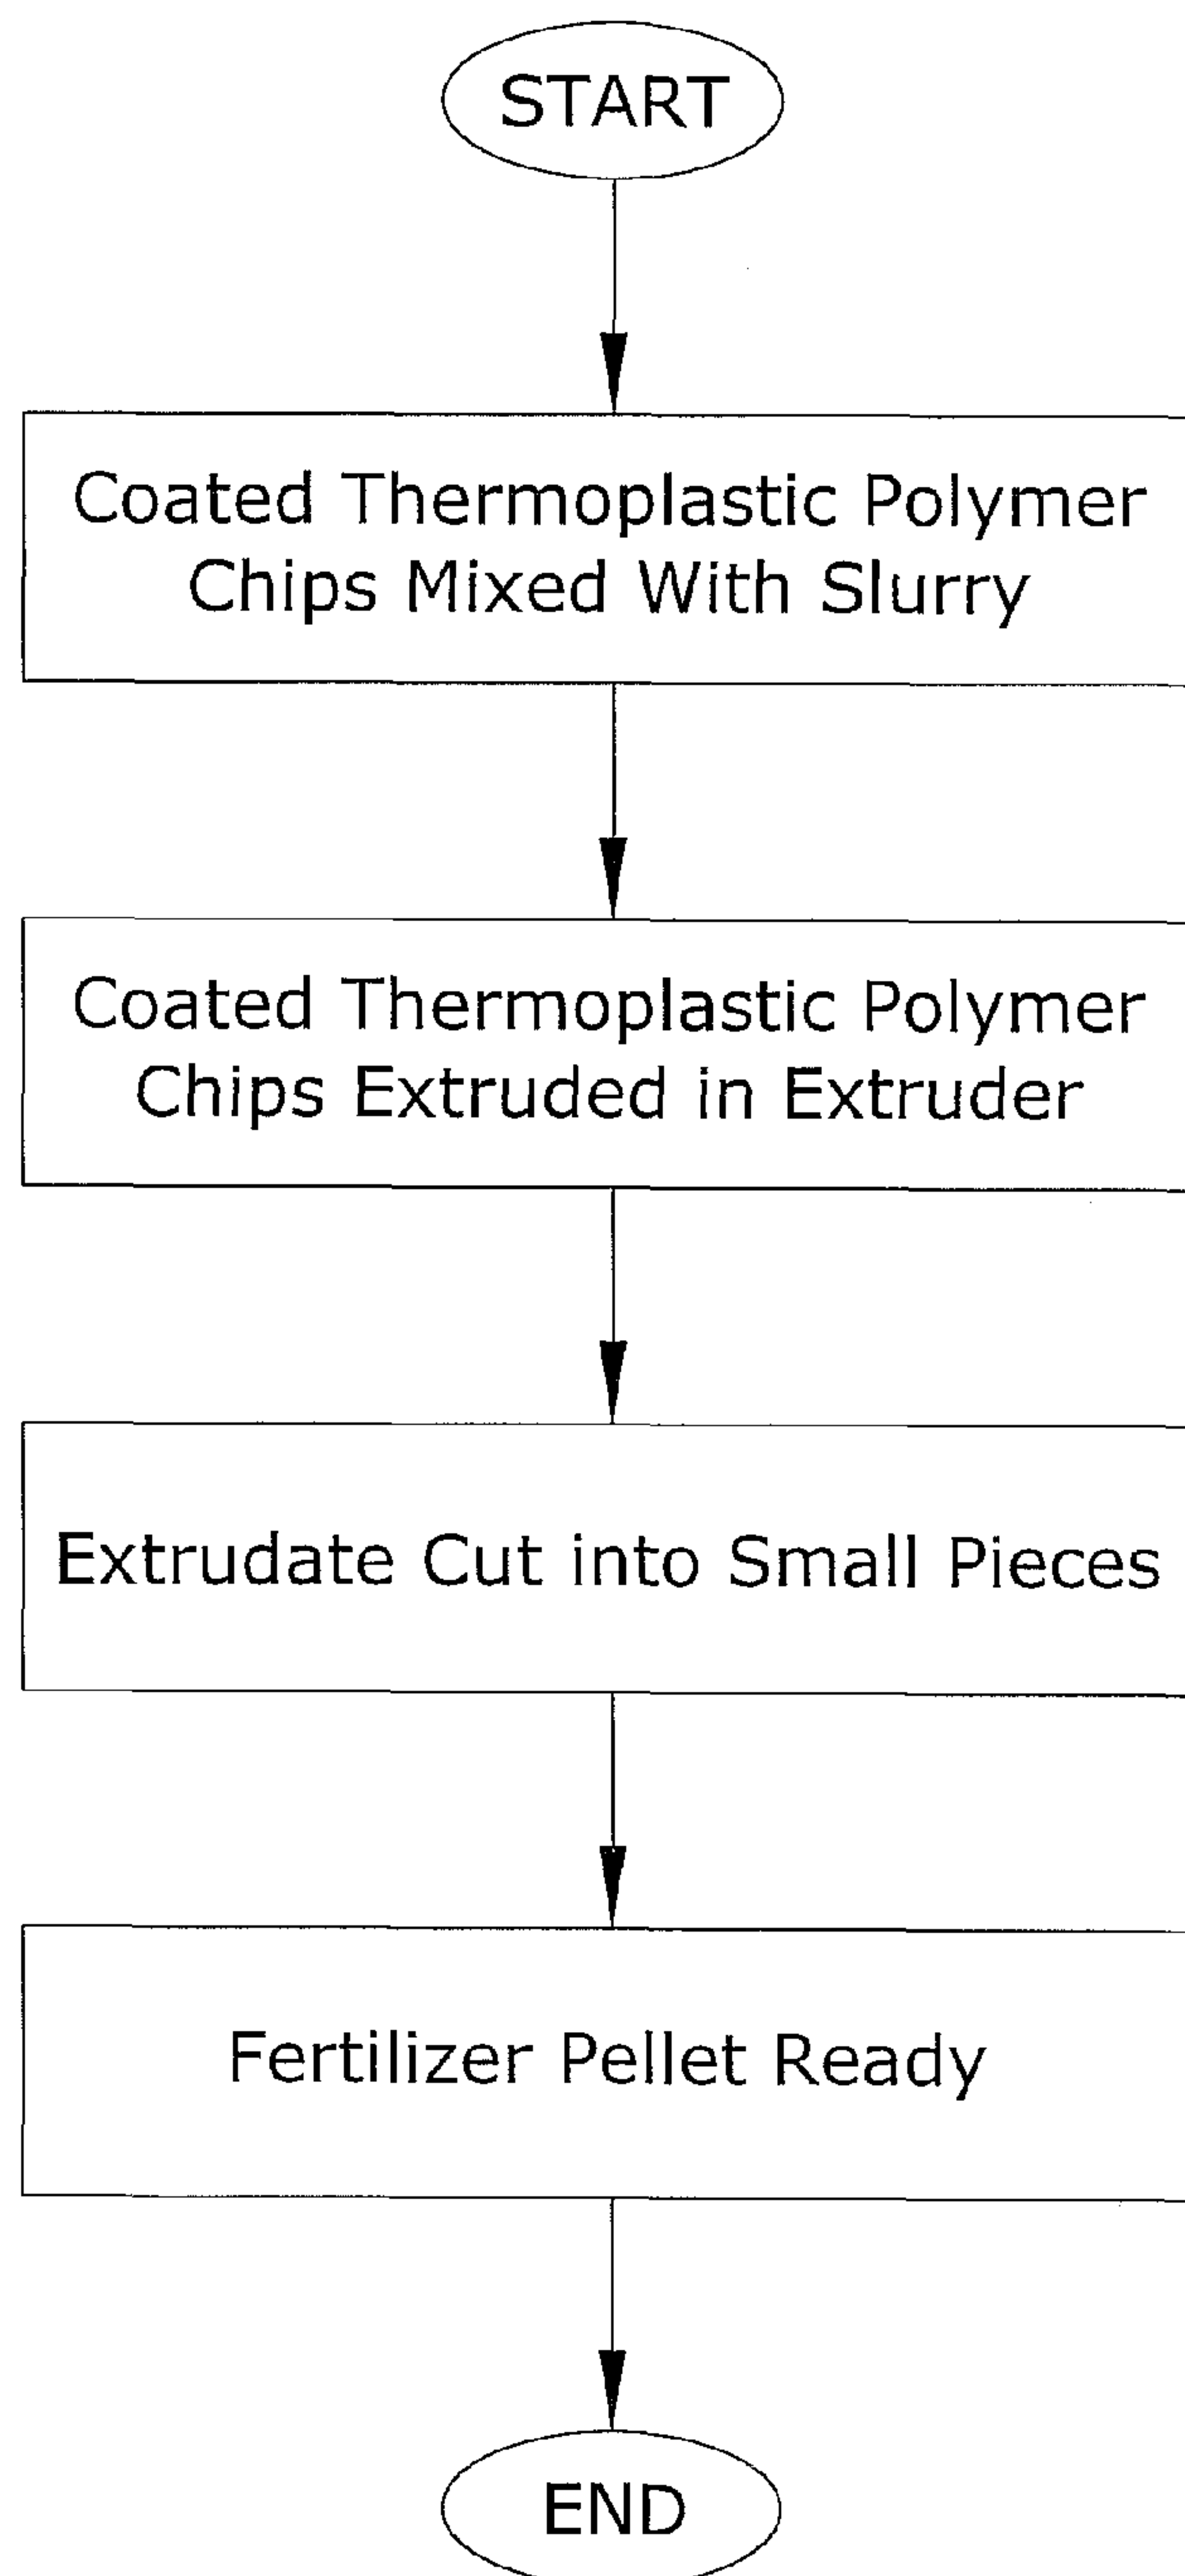 START
Coated Thermoplastic Polymer
Chips Mixed With Slurry
Coated Thermoplastic Polymer
Chips Extruded in Extruder
Extrudate Cut into Small Pieces
Fertilizer Pellet Ready
END